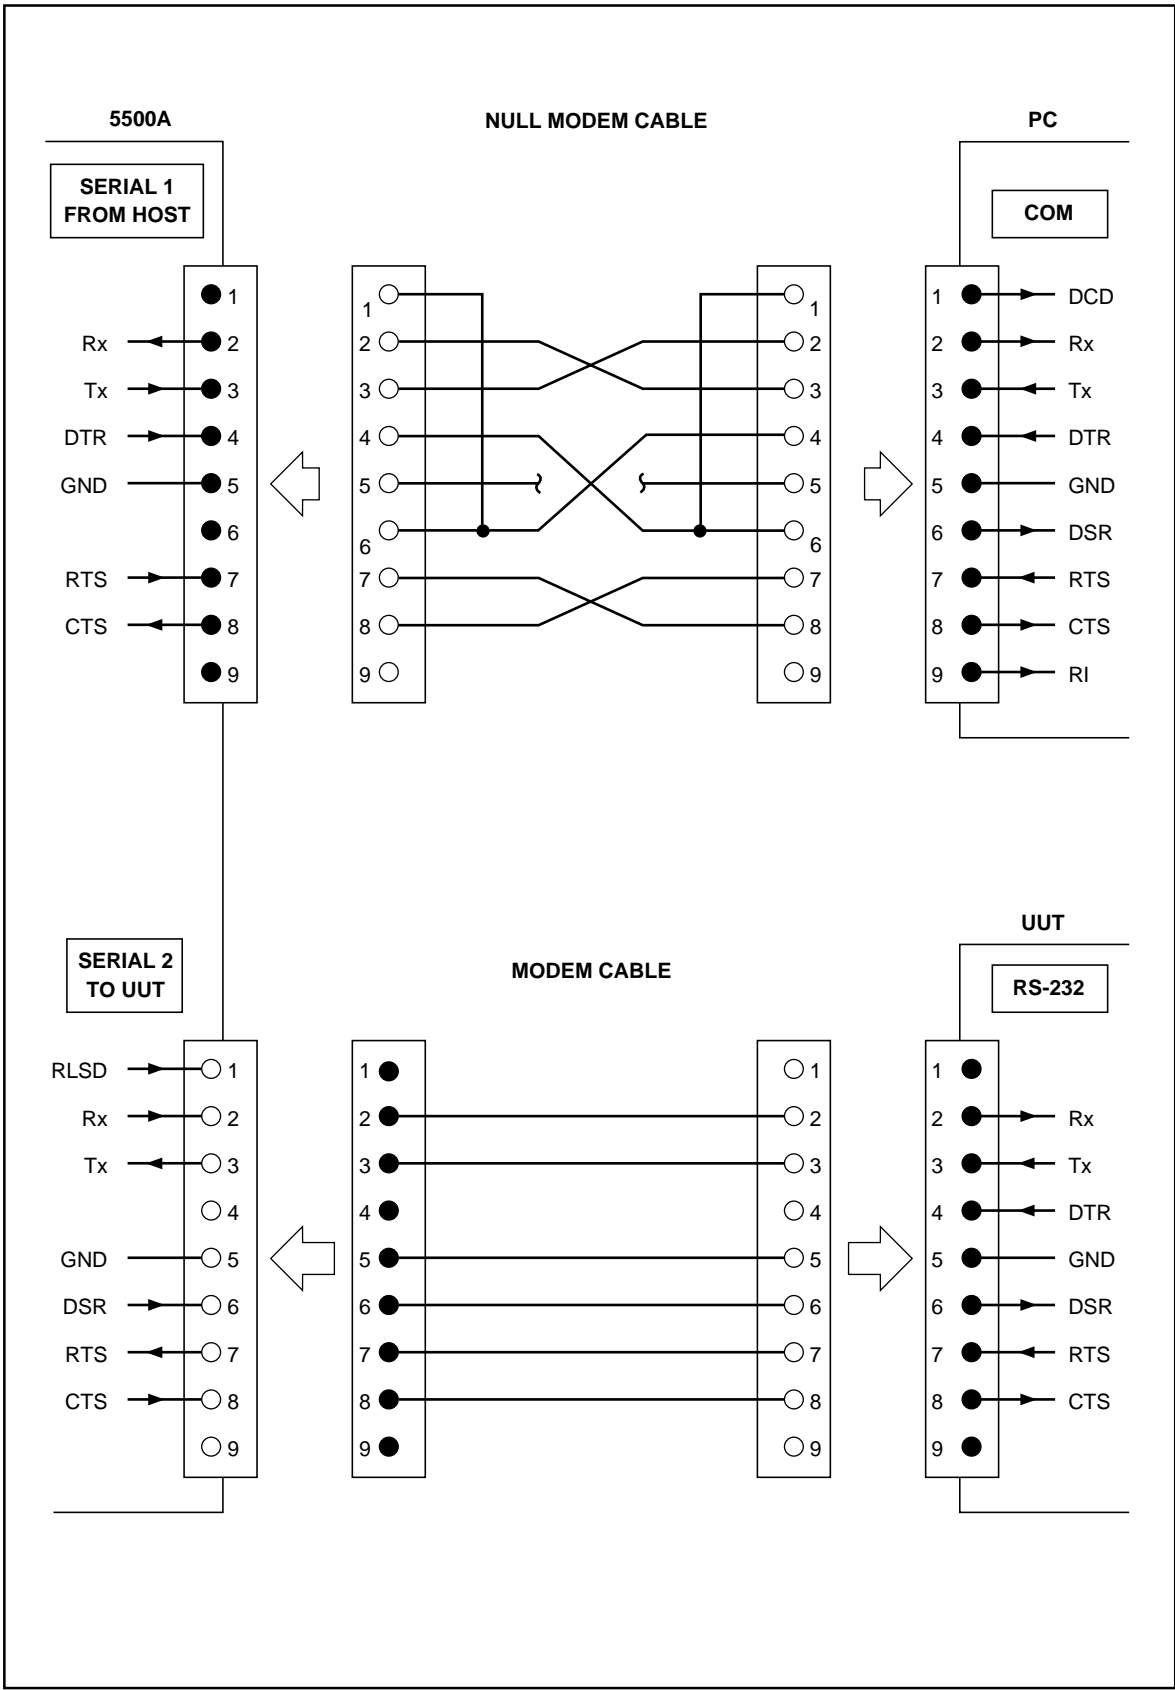 5500A NULL MODEM CABLE PC
SERIAL 1
FROM HOST
COM
1 1 1 1 DCD
Rx 2 2 2 2 Rx
Tx 3 3 3 3 Tx
DTR 4 4 4 4 DTR
GND 5 5 5 5 GND
6 6 6 6 DSR
RTS 7 7 7 7 RTS
CTS 8 8 8 8 CTS
9 9 9 9 RI
UUT
SERIAL 2
TO UUT
MODEM CABLE
RS-232
RLSD 1 1 1 1
Rx 2 2 2 2 Rx
Tx 3 3 3 3 Tx
4 4 4 4 DTR
GND 5 5 5 5 GND
DSR 6 6 6 6 DSR
RTS 7 7 7 7 RTS
CTS 8 8 8 8 CTS
9 9 9 9